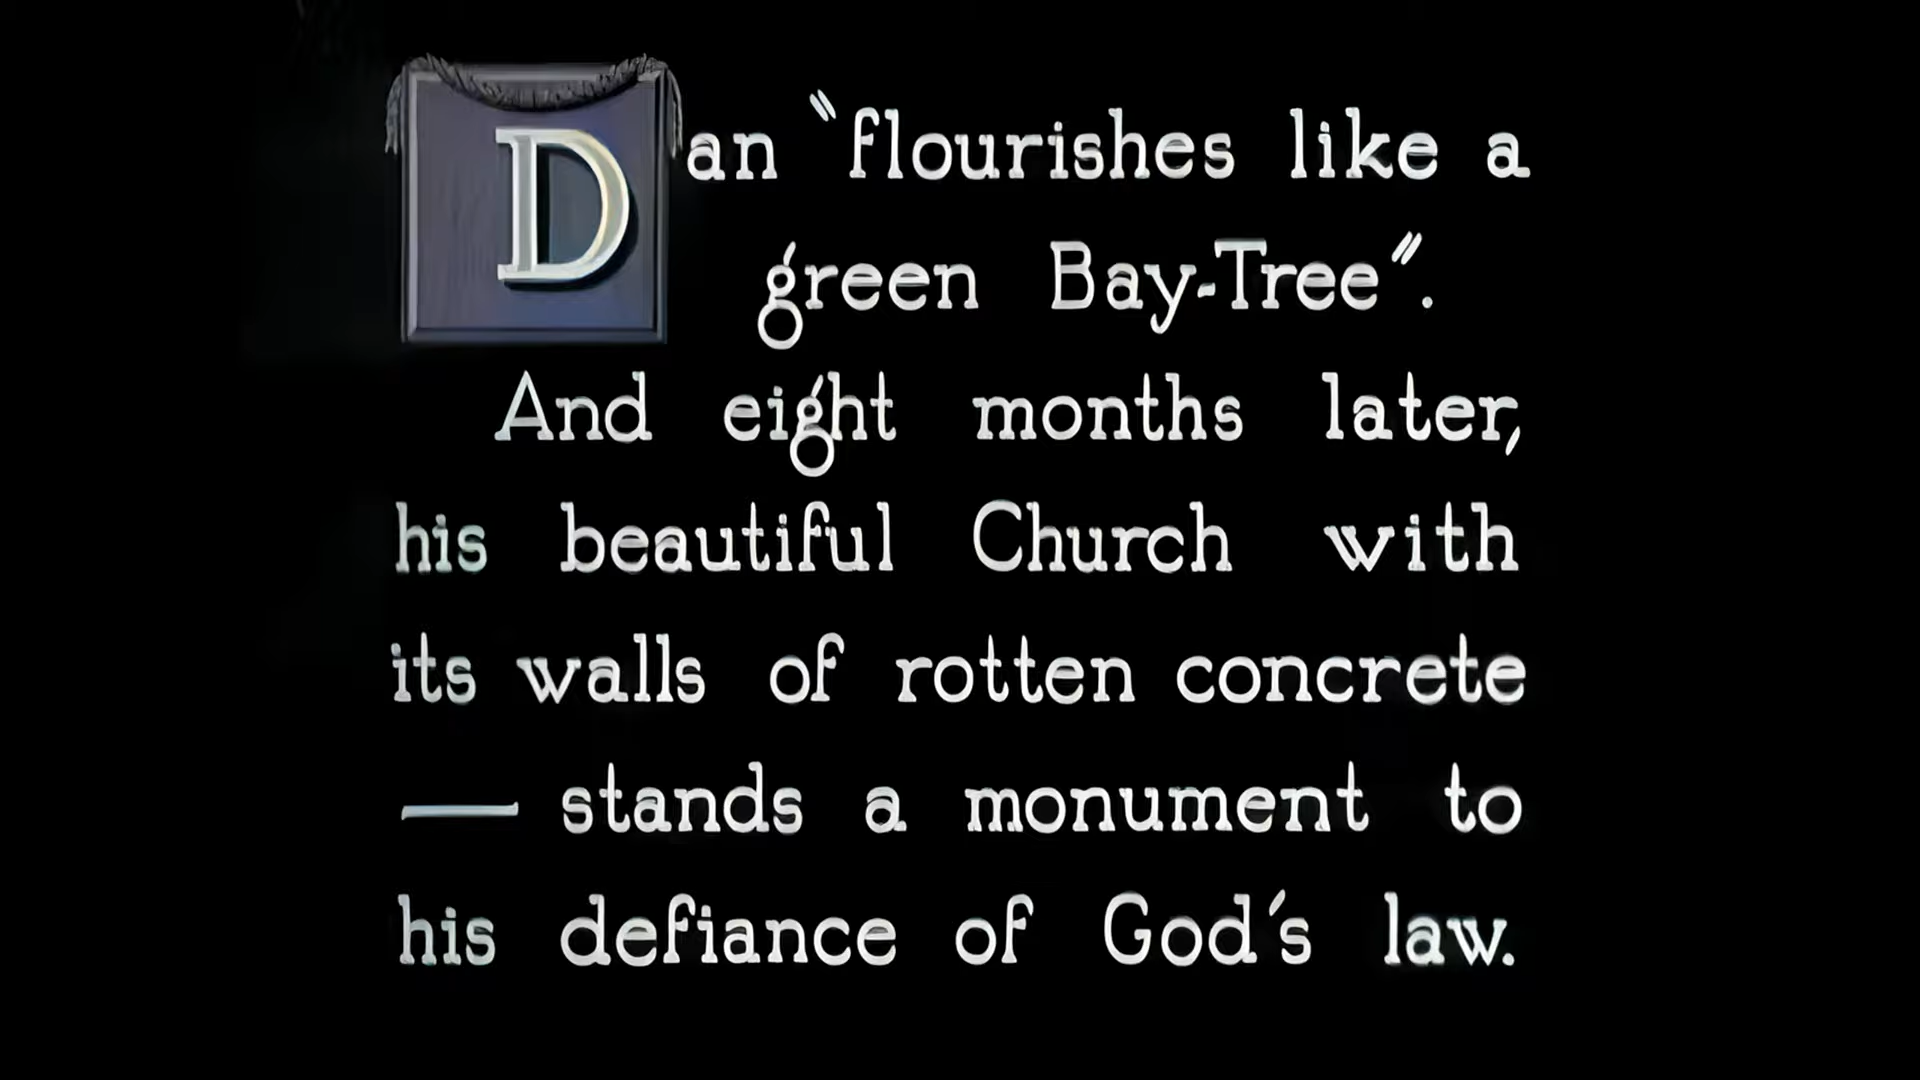 Dan "flourishes like a
green Bay-Tree".
And eight months later,
his beautiful Church with
its walls of rotten concrete
— stands a monument to
his defiance of God's law.